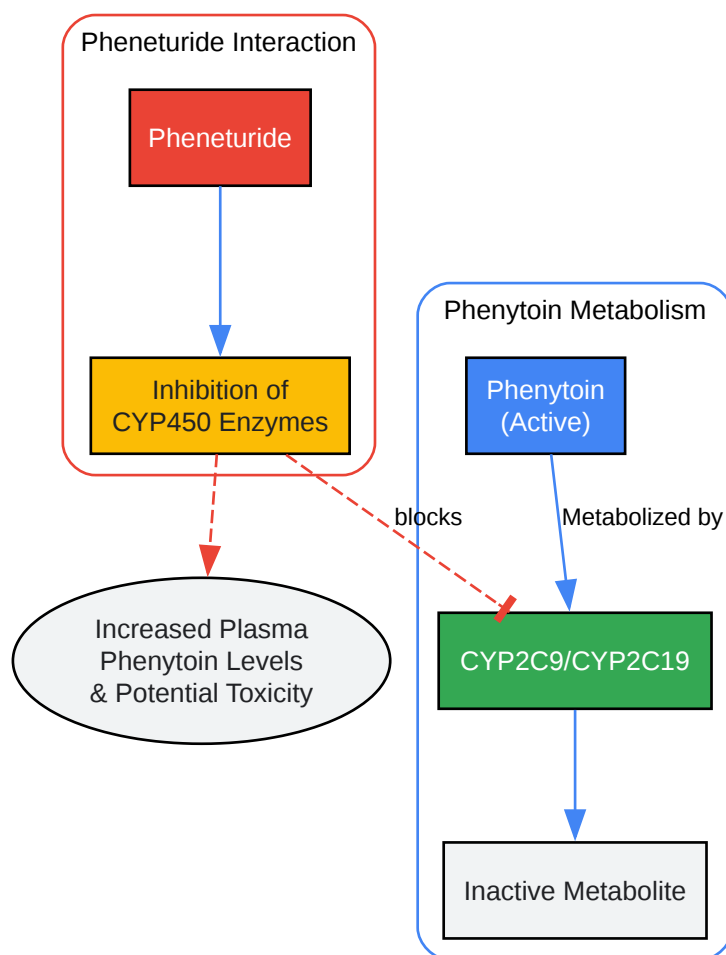 Pheneturide Interaction
Pheneturide
Inhibition of
CYP450 Enzymes
Phenytoin Metabolism
Phenytoin
(Active)
blocks
Metabolized by
Increased Plasma
Phenytoin Levels
& Potential Toxicity
CYP2C9/CYP2C19
Inactive Metabolite